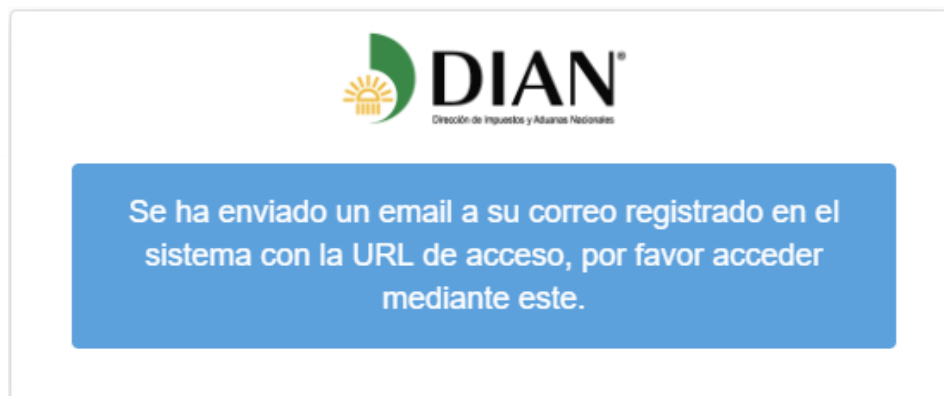 DIAN®
Dirección de Impuestos y Aduanas Nacionales
Se ha enviado un email a su correo registrado en el
sistema con la URL de acceso, por favor acceder
mediante este.